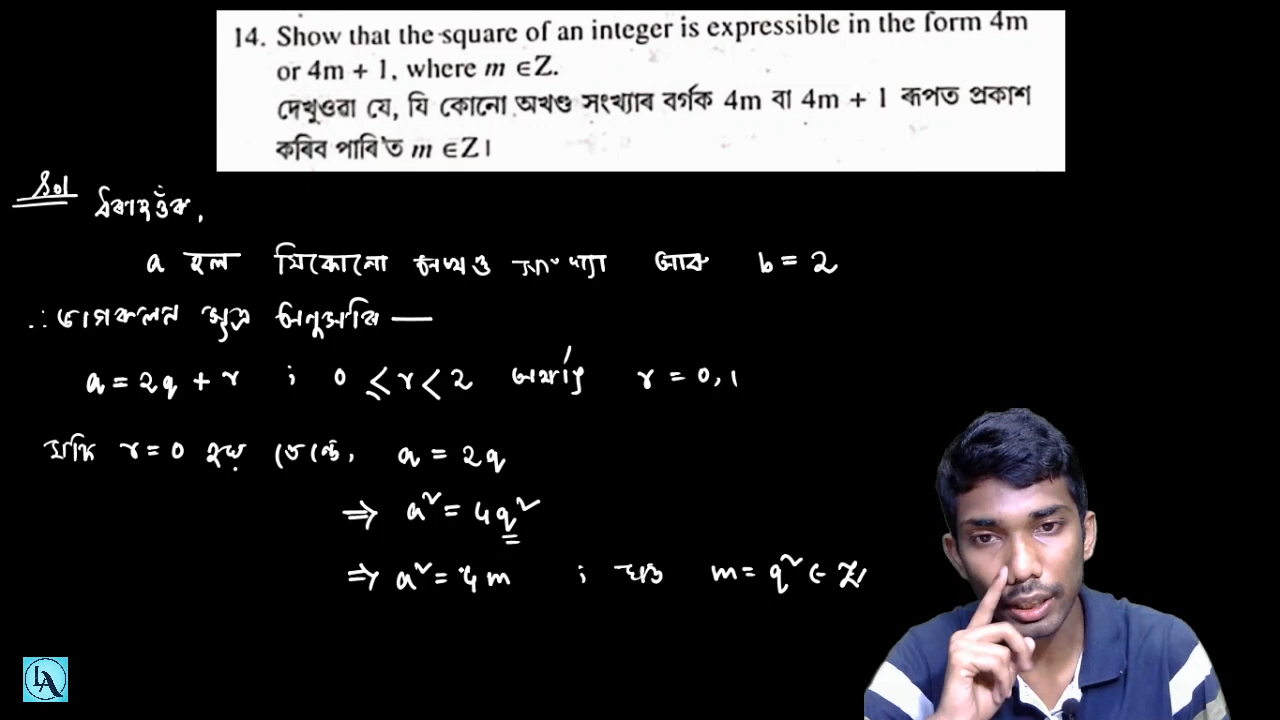 14. Show that the square of an integer is expressible in the form 4m
or 4m + 1, where m ∈Z.
দেখুওৱা যে, যি কোনো অখণ্ড সংখ্যাৰ বৰ্গক 4m বা 4m + 1 ৰূপত প্ৰকাশ
কৰিব পাৰি'ত m ∈Z।
Sol ধৰাহওঁক,
a হল যিকোনো অখণ্ড সংখ্যা আৰু b = 2
∴ ভাগকলন সূত্ৰ অনুসৰি —
a = 2q + r ; 0 ≤ r < 2 অৰ্থাৎ r = 0, 1
যদি r = 0 হয় তেন্তে, a = 2q
⇒ a² = 4q²
⇒ a² = 4m ; য'ত m = q² ∈ Z
LA